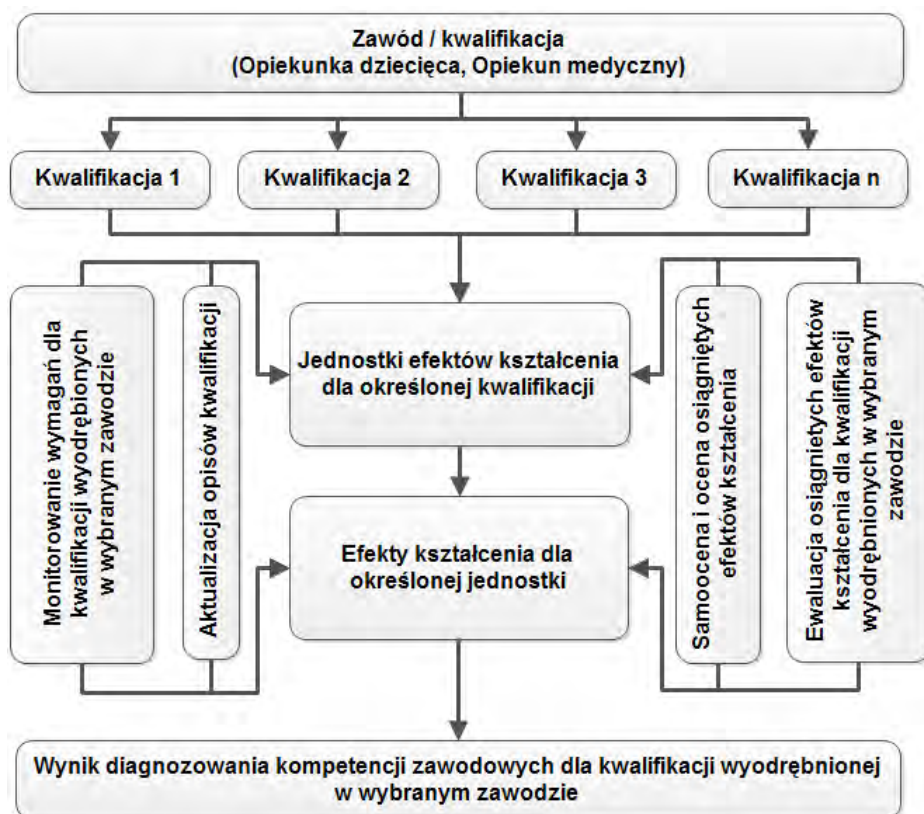 Zawód / kwalifikacja
(Opiekunka dziecięca, Opiekun medyczny)
Kwalifikacja 1
Kwalifikacja 2
Kwalifikacja 3
Kwalifikacja n
Monitorowanie wymagań dla
kwalifikacji wyodrębionych
w wybranym zawodzie
Aktualizacja opisów kwalifikacji
Jednostki efektów kształcenia
dla określonej kwalifikacji
Efekty kształcenia dla
określonej jednostki
Samoocena i ocena osiągniętych
efektów kształcenia
Ewaluacja osiągnietych efektów
kształcenia dla kwalifikacji
wyodrębnionych w wybranym
zawodzie
Wynik diagnozowania kompetencji zawodowych dla kwalifikacji wyodrębnionej
w wybranym zawodzie